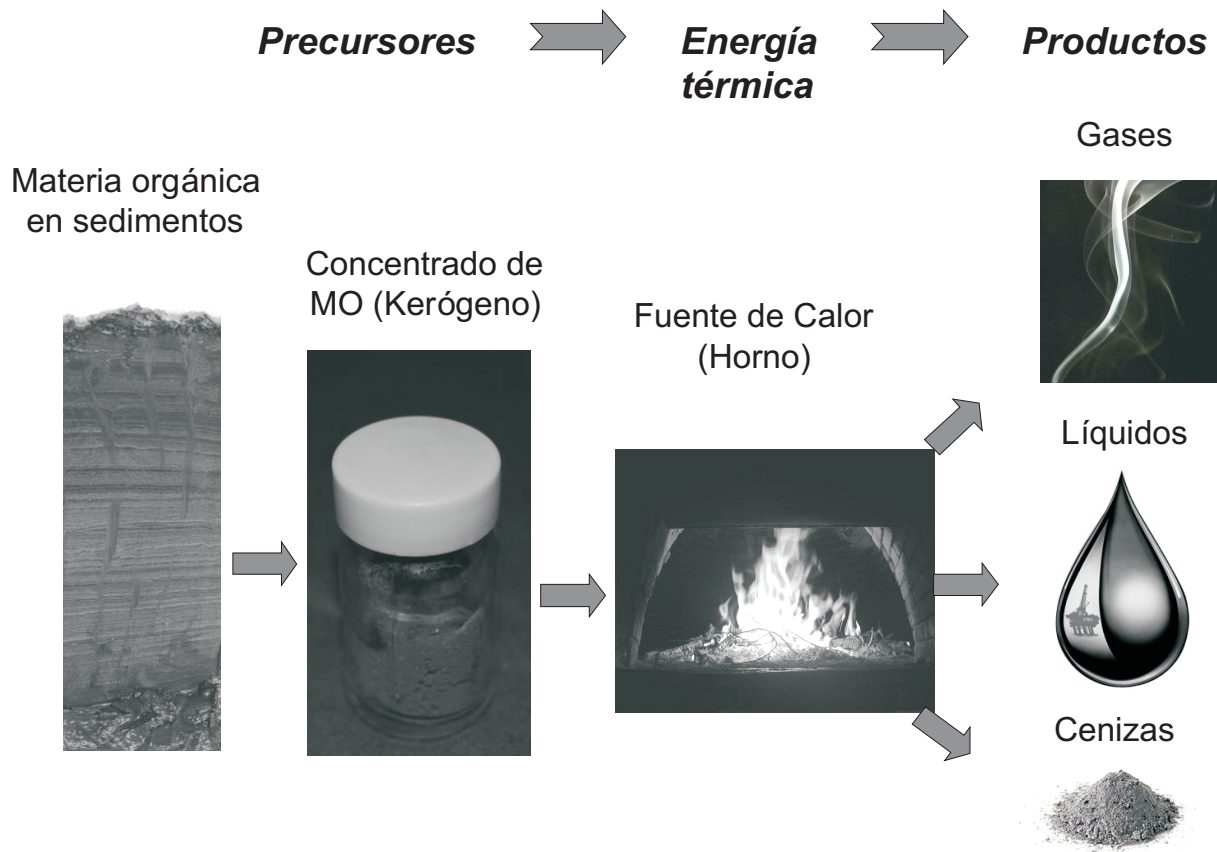 Precursores
Energía
térmica
Productos
Gases
Materia orgánica
en sedimentos
Concentrado de
MO (Kerógeno)
Fuente de Calor
(Horno)
Líquidos
Cenizas